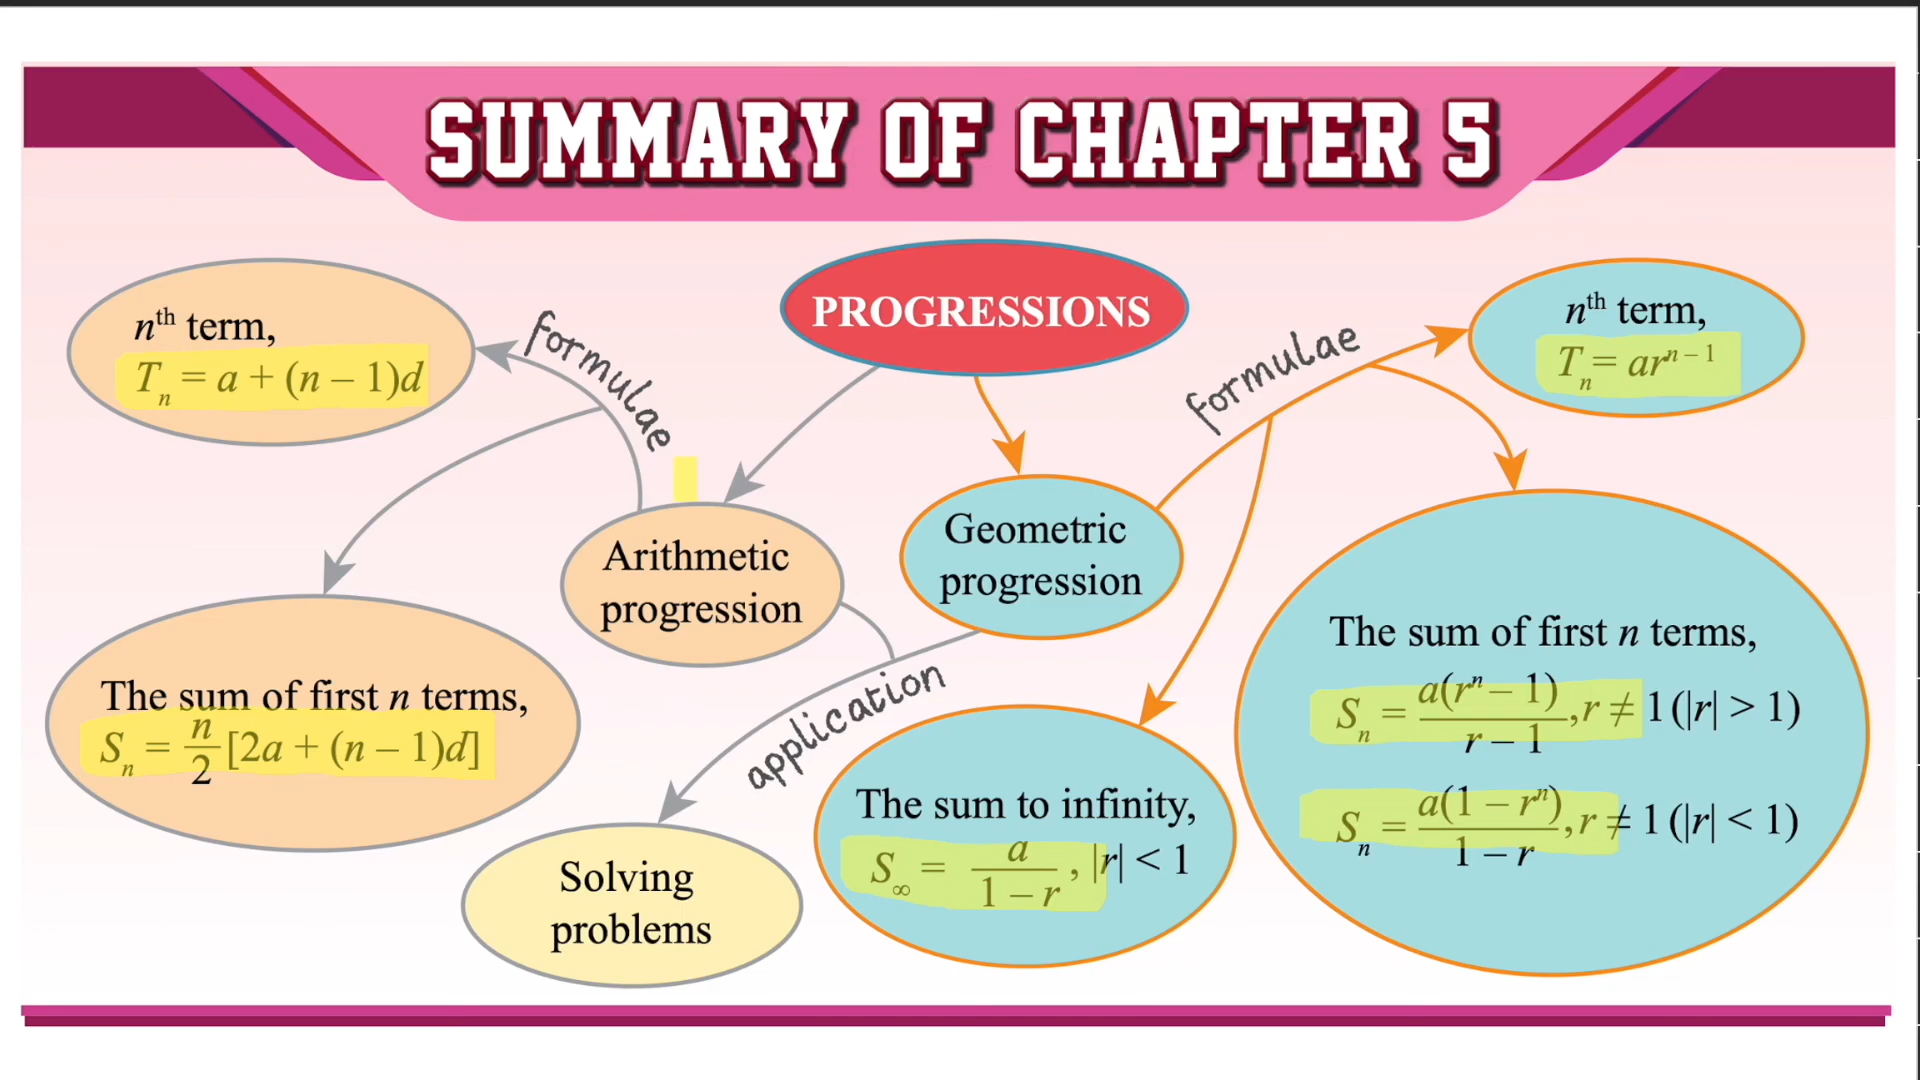 SUMMARY OF CHAPTER 5
PROGRESSIONS
nth term,
Tn = a + (n – 1)d
formulae
formulae
nth term,
Tn = arⁿ⁻¹
Arithmetic
progression
Geometric
progression
The sum of first n terms,
Sn = n/2 [2a + (n – 1)d]
application
Solving
problems
The sum to infinity,
S∞ = a/(1 – r), |r| < 1
The sum of first n terms,
Sn = a(rⁿ – 1)/(r – 1), r ≠ 1 (|r| > 1)
Sn = a(1 – rⁿ)/(1 – r), r ≠ 1 (|r| < 1)